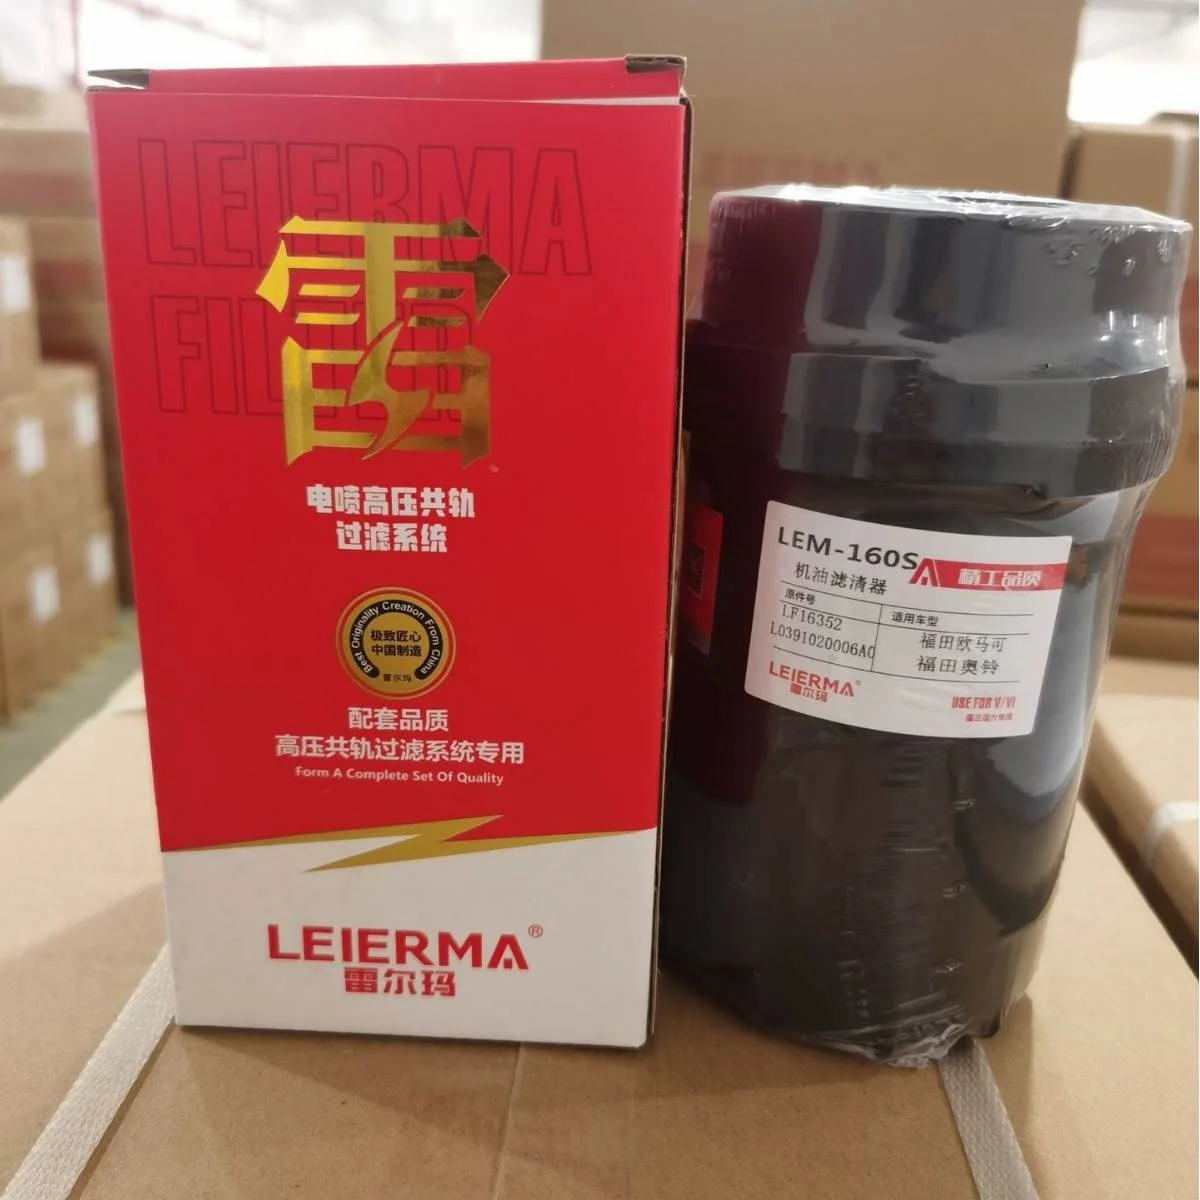 LEIERMA
FILTER
雷
电喷高压共轨
过滤系统
Best Originality Creation From China
极致匠心
中国制造
雷尔玛
配套品质
高压共轨过滤系统专用
Form A Complete Set Of Quality
LEIERMA®
雷尔玛
LEM-160S
精工品质
机油滤清器
原件号
适用车型
LF16352
L0391020006A0
福田欧马可
福田奥铃
LEIERMA®
雷尔玛
USE FOR V/VI